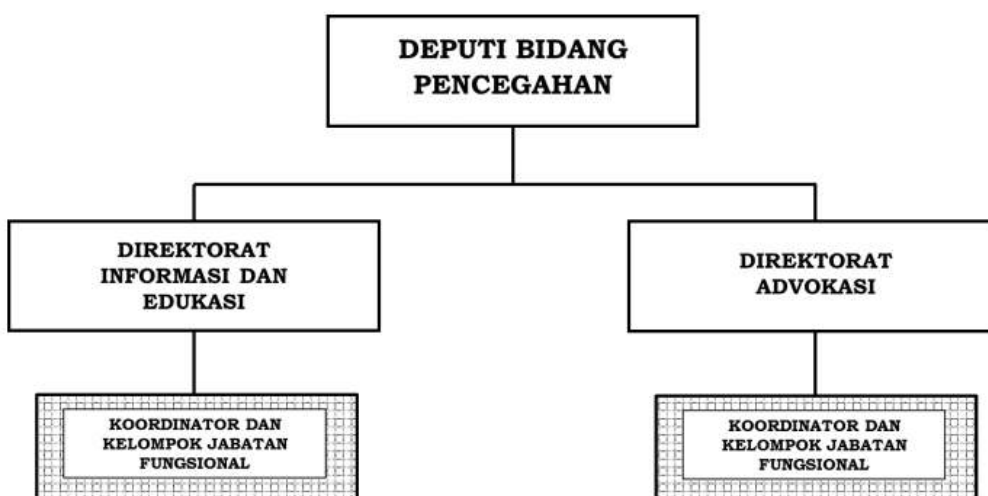 DEPUTI BIDANG
PENCEGAHAN
DIREKTORAT
INFORMASI DAN
EDUKASI
DIREKTORAT
ADVOKASI
KOORDINATOR DAN
KELOMPOK JABATAN
FUNGSIONAL
KOORDINATOR DAN
KELOMPOK JABATAN
FUNGSIONAL